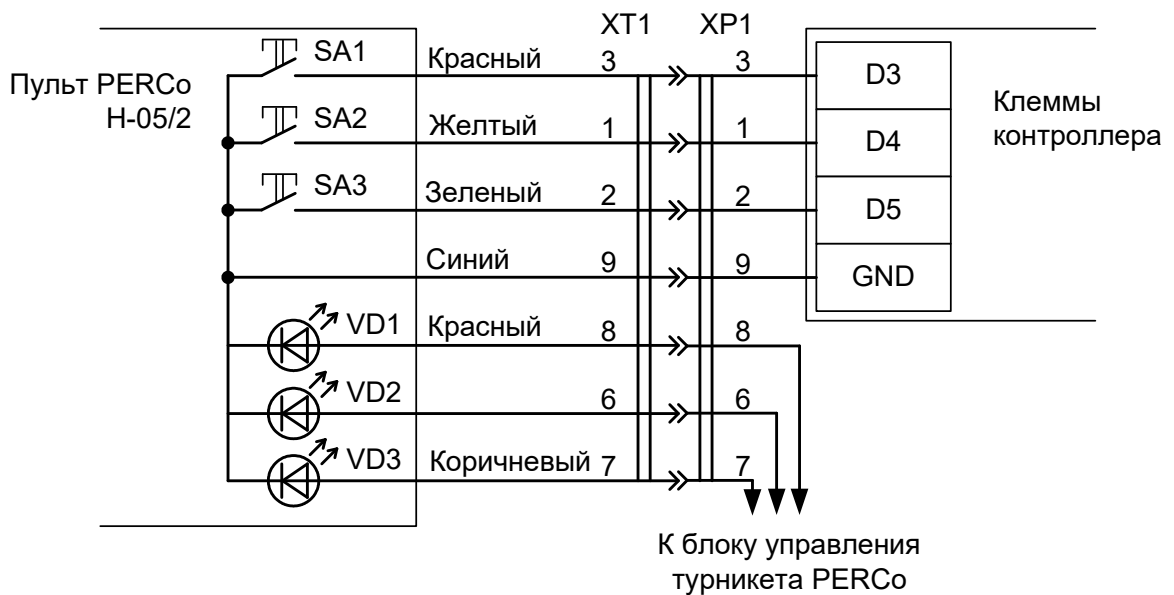 XT1 XP1
Пульт PERCo
H-05/2
SA1 Красный 3 3 D3
SA2 Желтый 1 1 D4
SA3 Зеленый 2 2 D5
Синий 9 9 GND
VD1 Красный 8 8
VD2 6 6
VD3 Коричневый 7 7
Клеммы
контроллера
К блоку управления
турникета PERCo